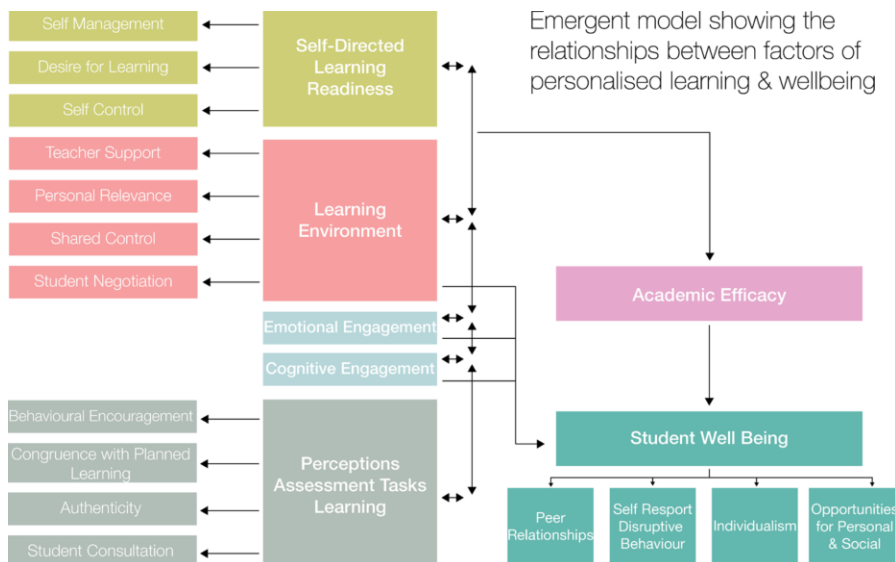 Emergent model showing the
relationships between factors of
personalised learning & wellbeing
Self Management
Desire for Learning
Self Control
Self-Directed
Learning
Readiness
Teacher Support
Personal Relevance
Shared Control
Student Negotiation
Learning
Environment
Emotional Engagement
Cognitive Engagement
Behavioural Encouragement
Congruence with Planned
Learning
Authenticity
Student Consultation
Perceptions
Assessment Tasks
Learning
Academic Efficacy
Student Well Being
Peer
Relationships
Self Resport
Disruptive
Behaviour
Individualism
Opportunities
for Personal
& Social